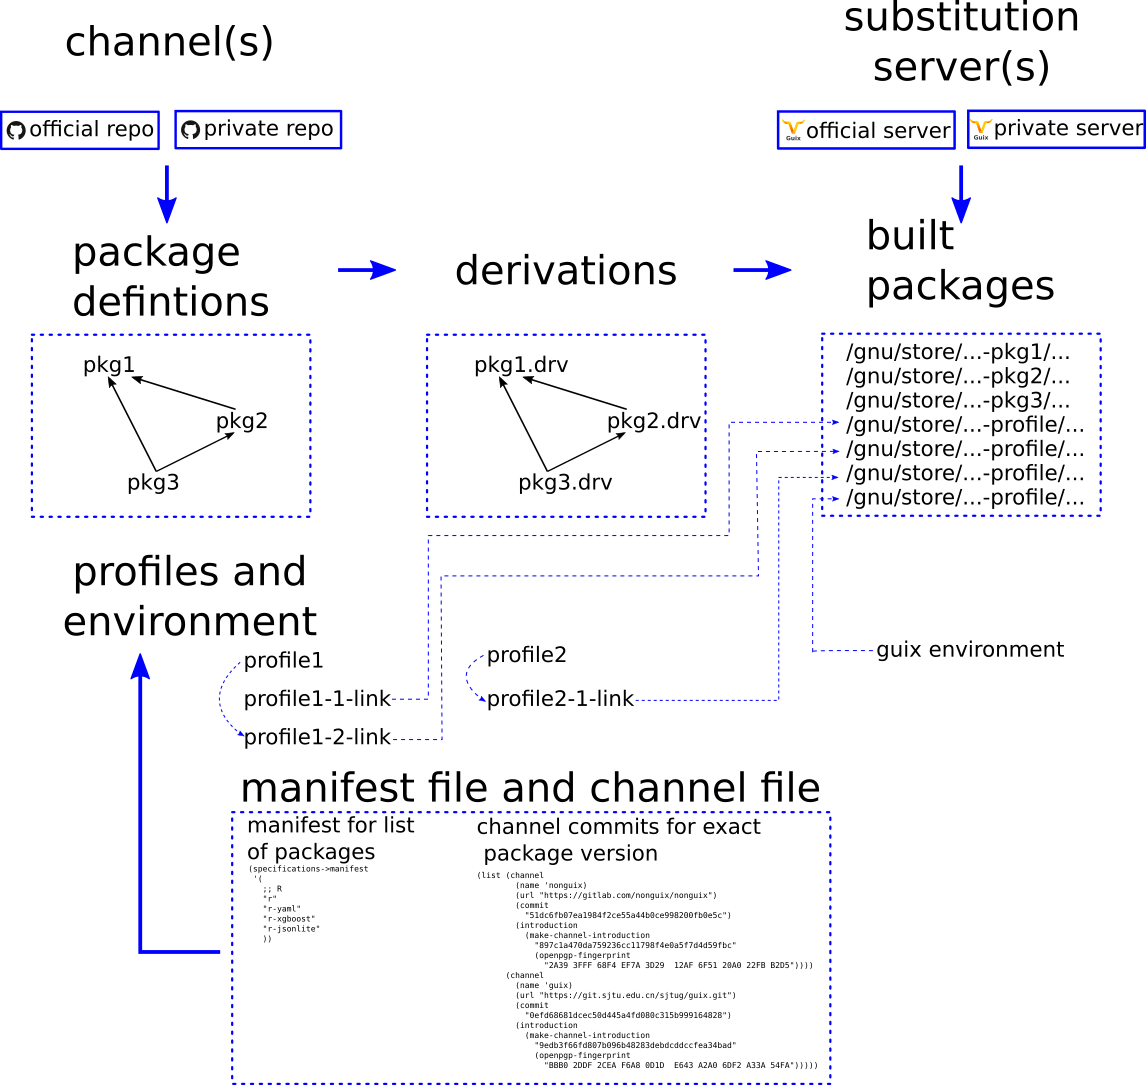 channel(s)
substitution
server(s)
official repo
private repo
Guix
official server
Guix
private server
package
defintions
derivations
built
packages
pkg1
pkg2
pkg3
pkg1.drv
pkg2.drv
pkg3.drv
/gnu/store/...-pkg1/...
/gnu/store/...-pkg2/...
/gnu/store/...-pkg3/...
/gnu/store/...-profile/...
/gnu/store/...-profile/...
/gnu/store/...-profile/...
/gnu/store/...-profile/...
profiles and
environment
profile1
profile1-1-link
profile1-2-link
profile2
profile2-1-link
guix environment
manifest file and channel file
manifest for list
of packages
(specifications->manifest
'(
;; R
"r"
"r-yaml"
"r-xgboost"
"r-jsonlite"
))
channel commits for exact
package version
(list (channel
(name 'nonguix)
(url "https://gitlab.com/nonguix/nonguix")
(commit
"51dc6fb07ea1984f2ce55a44b0ce998200fb0e5c")
(introduction
(make-channel-introduction
"897c1a470da759236cc11798f4e0a5f7d4d59fbc"
(openpgp-fingerprint
"2A39 3FFF 68F4 EF7A 3D29  12AF 6F51 20A0 22FB B2D5"))))
(channel
(name 'guix)
(url "https://git.sjtu.edu.cn/sjtug/guix.git")
(commit
"0efd68681dcec50d445a4fd080c315b999164828")
(introduction
(make-channel-introduction
"9edb3f66fd807b096b48283debdcddccfea34bad"
(openpgp-fingerprint
"BBB0 2DDF 2CEA F6A8 0D1D  E643 A2A0 6DF2 A33A 54FA")))))